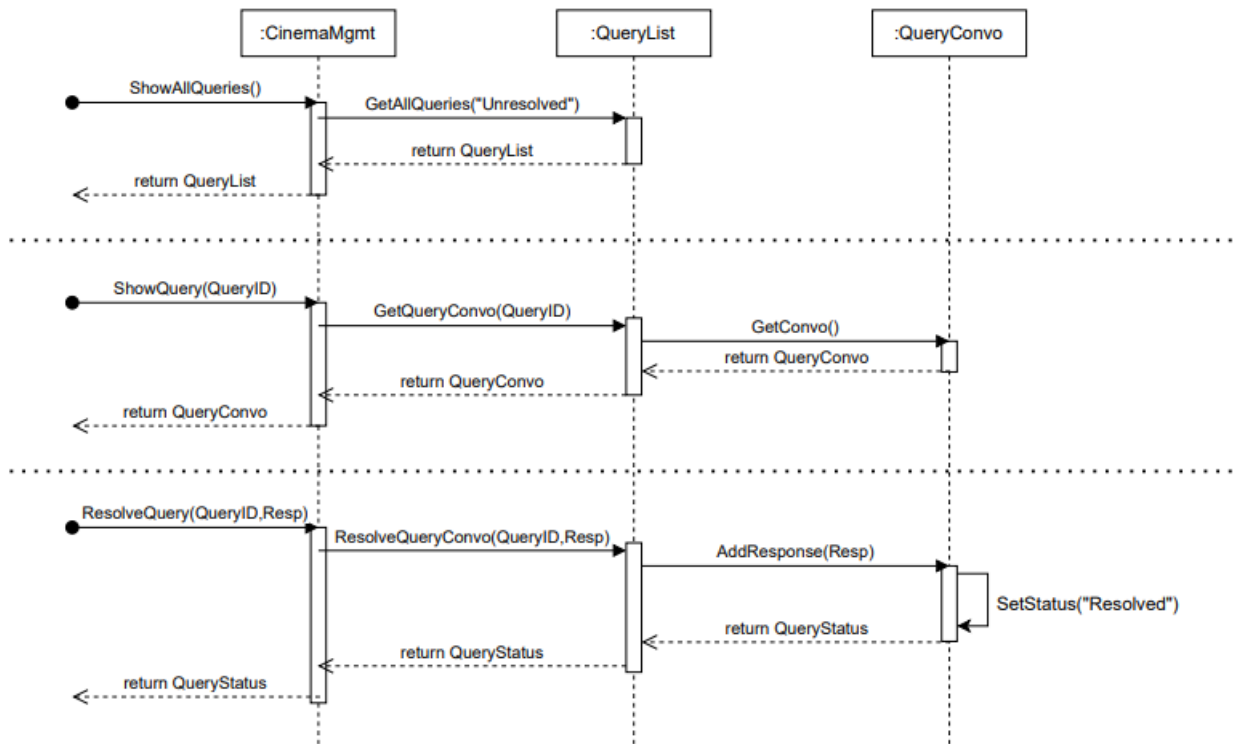 :CinemaMgmt
:QueryList
:QueryConvo
ShowAllQueries()
GetAllQueries("Unresolved")
return QueryList
return QueryList
ShowQuery(QueryID)
GetQueryConvo(QueryID)
GetConvo()
return QueryConvo
return QueryConvo
return QueryConvo
ResolveQuery(QueryID,Resp)
ResolveQueryConvo(QueryID,Resp)
AddResponse(Resp)
SetStatus("Resolved")
return QueryStatus
return QueryStatus
return QueryStatus